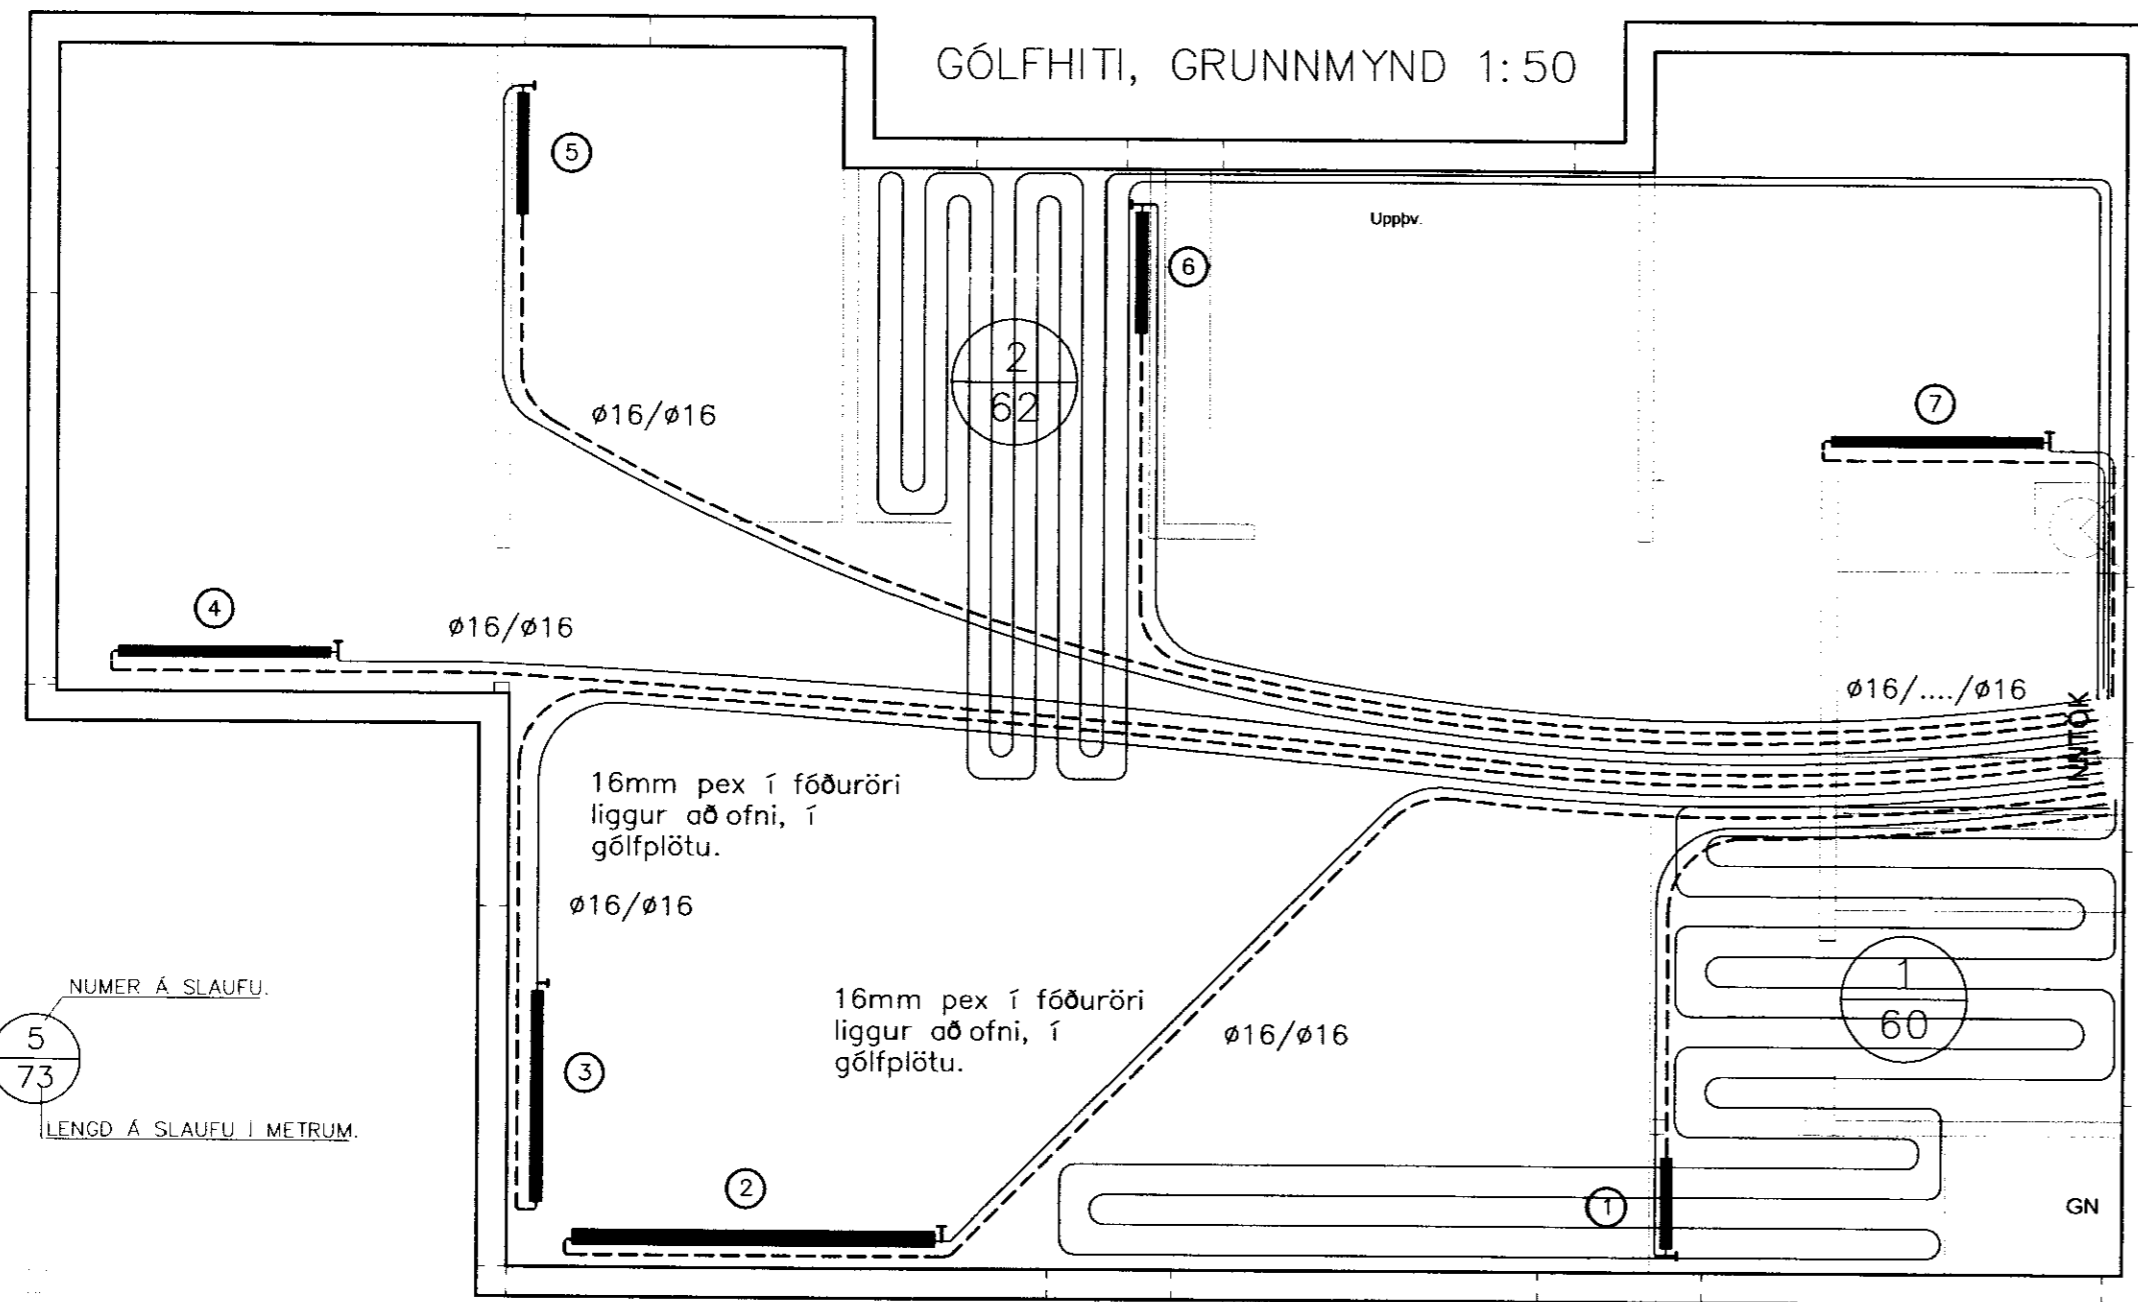 GÓLFHITI, GRUNNMYND 1:50
5
Uppþv.
6
2
62
7
ø16/ø16
4
ø16/ø16
ø16/..../ø16
INNTÖK
16mm pex í fóðuröri
liggur að ofni, í
gólfplötu.
ø16/ø16
NUMER Á SLAUFU.
5
73
LENGD Á SLAUFU I METRUM.
16mm pex í fóðuröri
liggur að ofni, í
gólfplötu.
ø16/ø16
1
60
3
2
1
GN